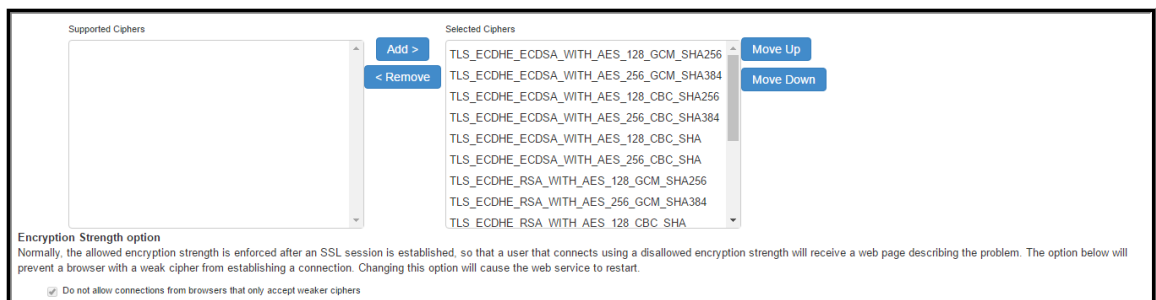 Supported Ciphers
Selected Ciphers
Add >
< Remove
TLS_ECDHE_ECDSA_WITH_AES_128_GCM_SHA256
TLS_ECDHE_ECDSA_WITH_AES_256_GCM_SHA384
TLS_ECDHE_ECDSA_WITH_AES_128_CBC_SHA256
TLS_ECDHE_ECDSA_WITH_AES_256_CBC_SHA384
TLS_ECDHE_ECDSA_WITH_AES_128_CBC_SHA
TLS_ECDHE_ECDSA_WITH_AES_256_CBC_SHA
TLS_ECDHE_RSA_WITH_AES_128_GCM_SHA256
TLS_ECDHE_RSA_WITH_AES_256_GCM_SHA384
TLS_ECDHE_RSA_WITH_AES_128_CBC_SHA
Move Up
Move Down
Encryption Strength option
Normally, the allowed encryption strength is enforced after an SSL session is established, so that a user that connects using a disallowed encryption strength will receive a web page describing the problem. The option below will
prevent a browser with a weak cipher from establishing a connection. Changing this option will cause the web service to restart.
Do not allow connections from browsers that only accept weaker ciphers